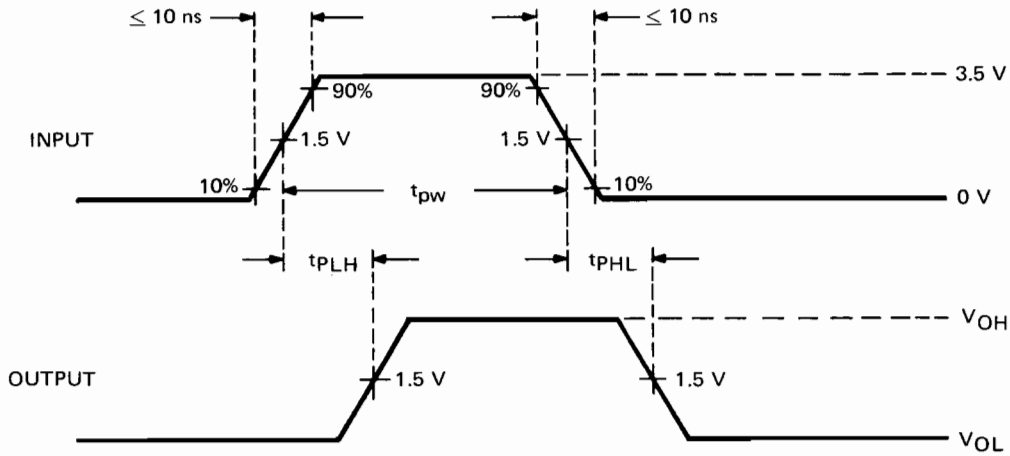 ≤ 10 ns ≤ 10 ns
3.5 V
90% 90%
INPUT 1.5 V 1.5 V
10% 10%
tpw
0 V
tPLH tPHL
VOH
OUTPUT 1.5 V 1.5 V
VOL